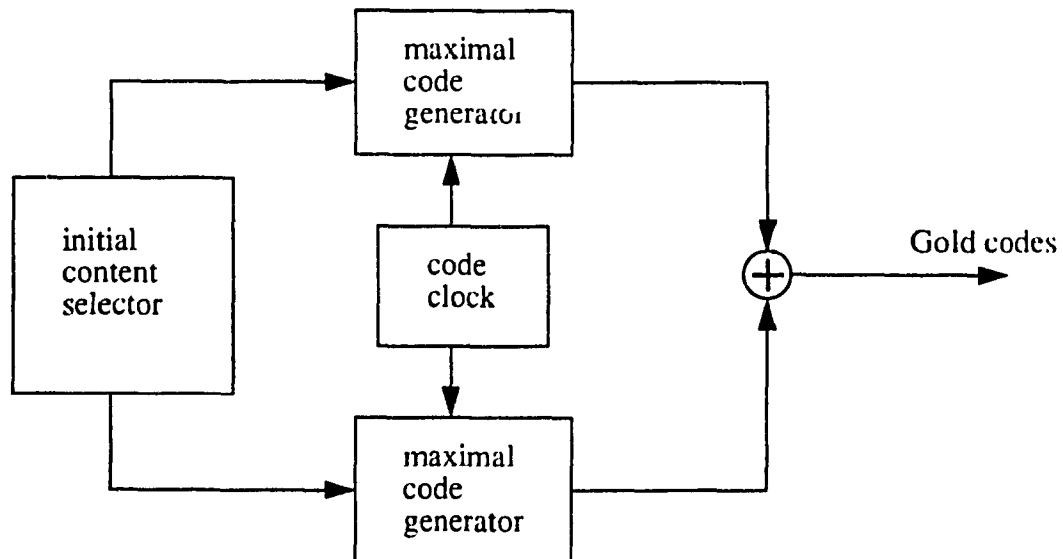 maximal
code
generator
initial
content
selector
code
clock
Gold codes
maximal
code
generator